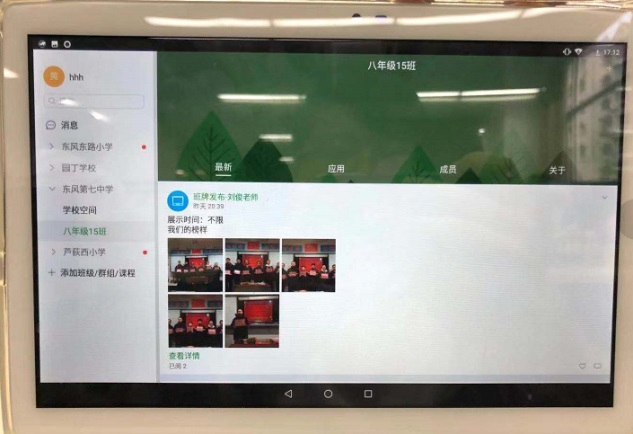 17:32
黄
hhh
消息
东风东路小学
园丁学校
东风第七中学
学校空间
八年级15班
芦荻西小学
添加班级/群组/课程
八年级15班
最新
应用
成员
关于
班牌发布-刘俊老师
昨天 20:39
展示时间：不限
我们的榜样
查看详情
已阅 2